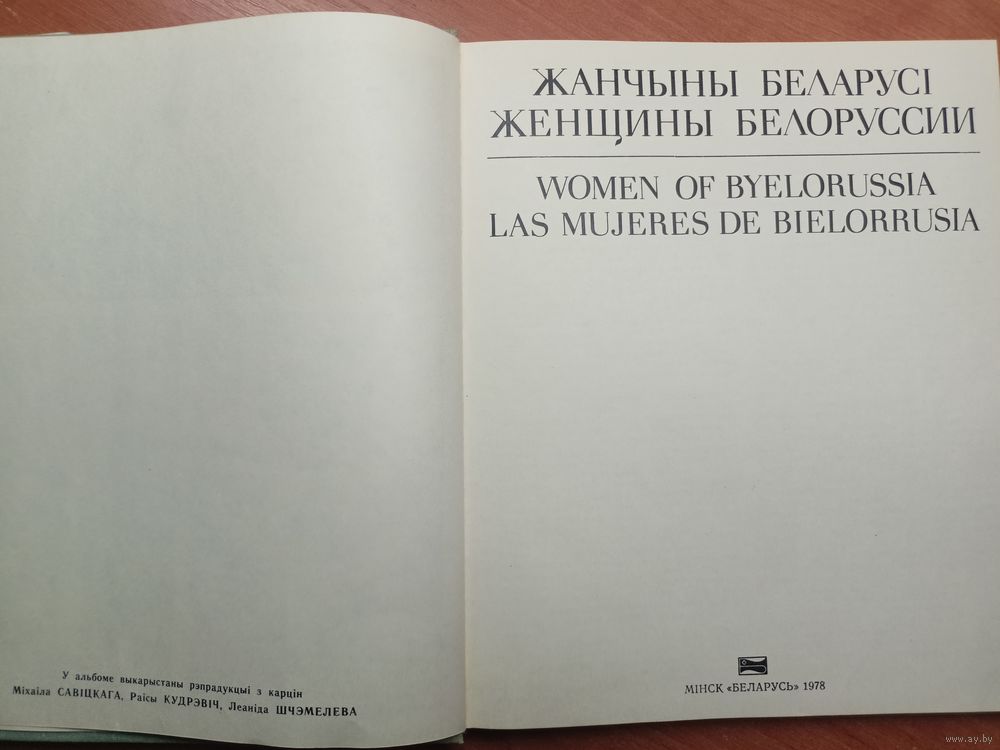 У альбоме выкарыстаны рэпрадукцыі з карцін
Міхаіла САВІЦКАГА, Раісы КУДРЭВІЧ, Леаніда ШЧЭМЕЛЕВА
ЖАНЧЫНЫ БЕЛАРУСІ
ЖЕНЩИНЫ БЕЛОРУССИИ
WOMEN OF BYELORUSSIA
LAS MUJERES DE BIELORRUSIA
МІНСК «БЕЛАРУСЬ» 1978
www.ay.by